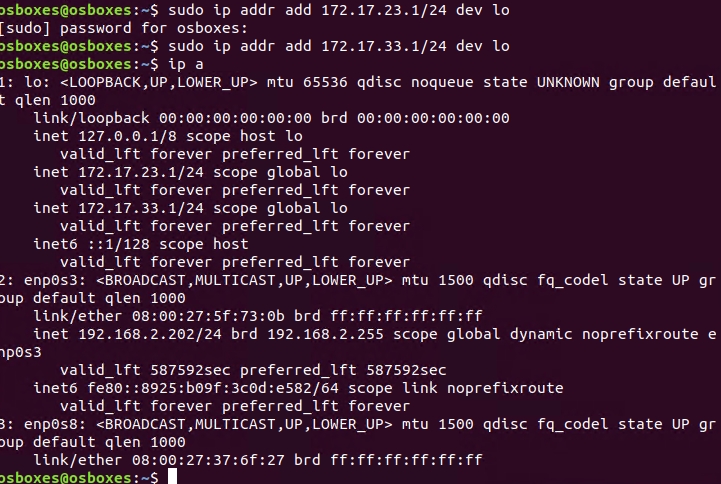 osboxes@osboxes:~$ sudo ip addr add 172.17.23.1/24 dev lo
[sudo] password for osboxes:
osboxes@osboxes:~$ sudo ip addr add 172.17.33.1/24 dev lo
osboxes@osboxes:~$ ip a
1: lo: <LOOPBACK,UP,LOWER_UP> mtu 65536 qdisc noqueue state UNKNOWN group defaul
t qlen 1000
    link/loopback 00:00:00:00:00:00 brd 00:00:00:00:00:00
    inet 127.0.0.1/8 scope host lo
       valid_lft forever preferred_lft forever
    inet 172.17.23.1/24 scope global lo
       valid_lft forever preferred_lft forever
    inet 172.17.33.1/24 scope global lo
       valid_lft forever preferred_lft forever
    inet6 ::1/128 scope host
       valid_lft forever preferred_lft forever
2: enp0s3: <BROADCAST,MULTICAST,UP,LOWER_UP> mtu 1500 qdisc fq_codel state UP gr
oup default qlen 1000
    link/ether 08:00:27:5f:73:0b brd ff:ff:ff:ff:ff:ff
    inet 192.168.2.202/24 brd 192.168.2.255 scope global dynamic noprefixroute e
np0s3
       valid_lft 587592sec preferred_lft 587592sec
    inet6 fe80::8925:b09f:3c0d:e582/64 scope link noprefixroute
       valid_lft forever preferred_lft forever
3: enp0s8: <BROADCAST,MULTICAST,UP,LOWER_UP> mtu 1500 qdisc fq_codel state UP gr
oup default qlen 1000
    link/ether 08:00:27:37:6f:27 brd ff:ff:ff:ff:ff:ff
osboxes@osboxes:~$